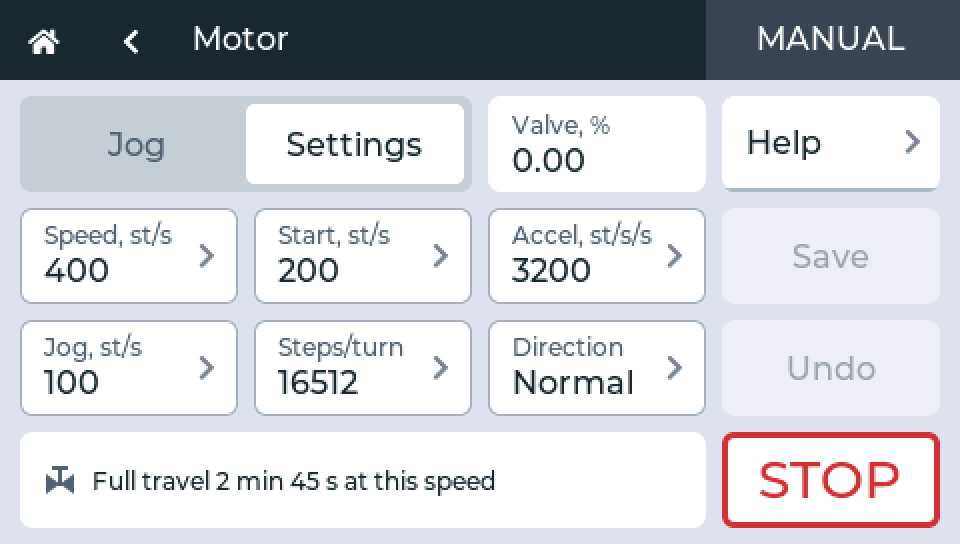 Motor
MANUAL
Jog
Settings
Valve, %
0.00
Help
Speed, st/s
400
Start, st/s
200
Accel, st/s/s
3200
Save
Jog, st/s
100
Steps/turn
16512
Direction
Normal
Undo
Full travel 2 min 45 s at this speed
STOP